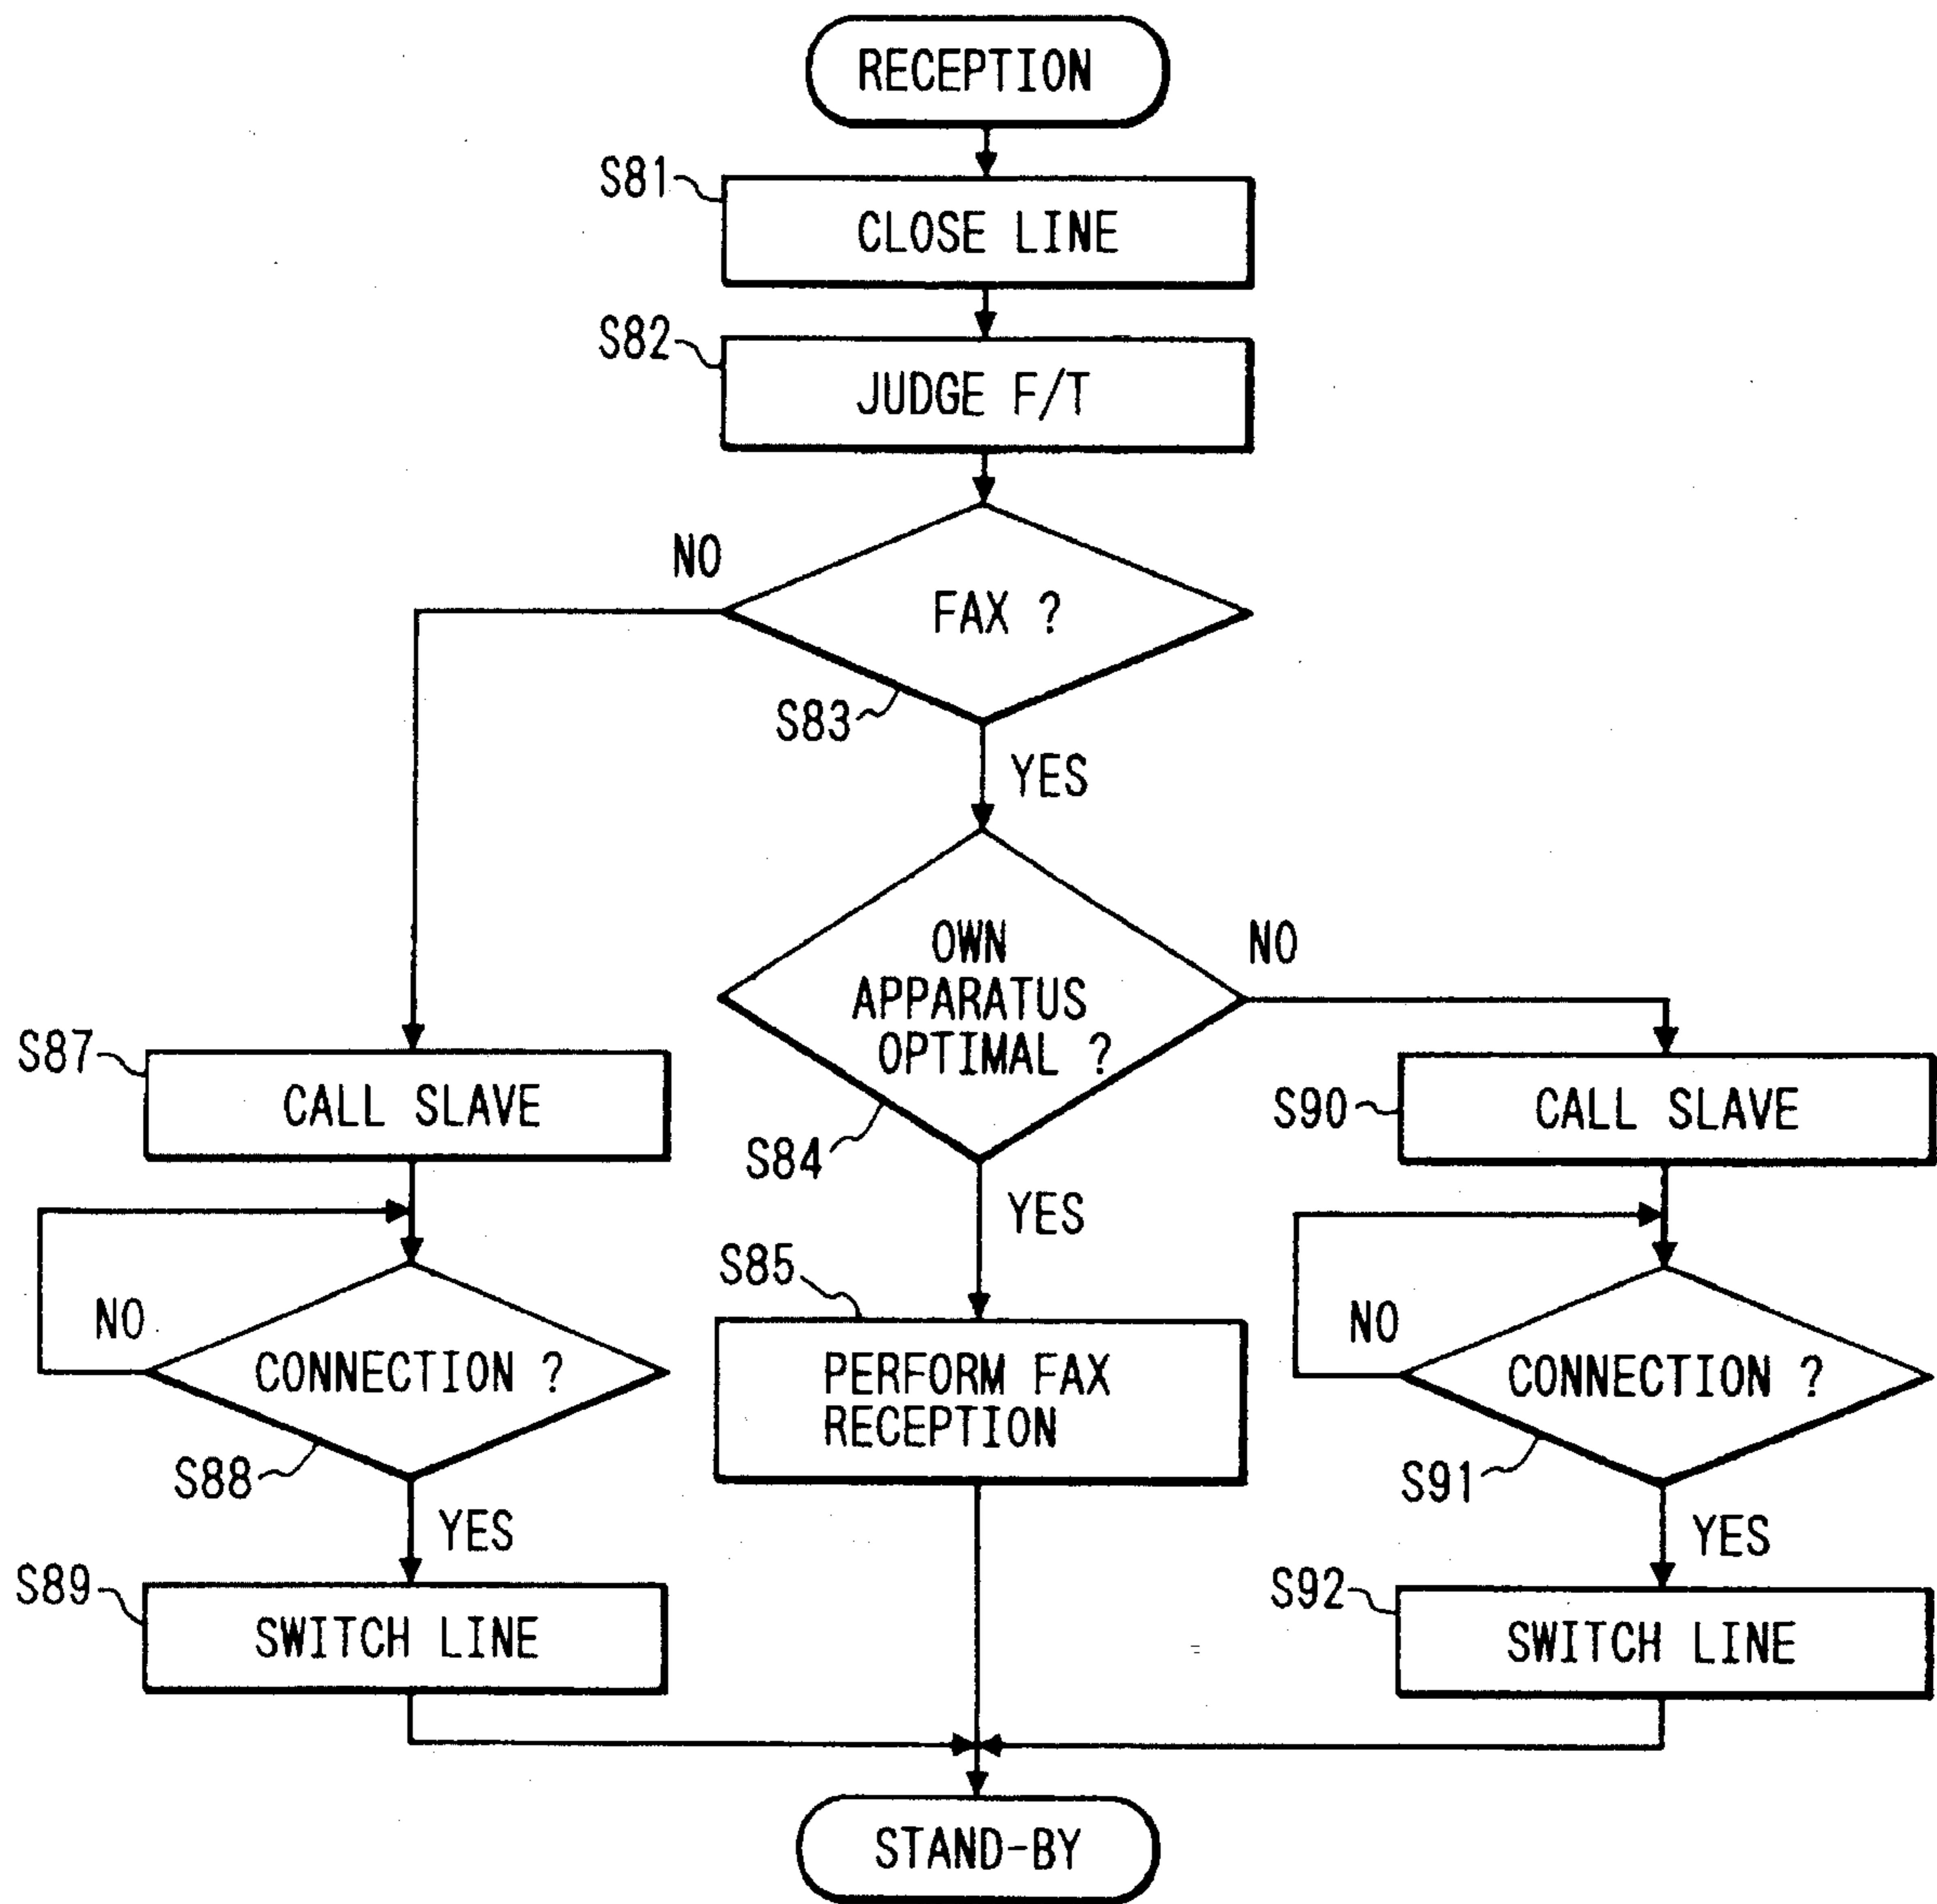 RECEPTION
S81
CLOSE LINE
S82
JUDGE F/T
NO
FAX ?
S83
YES
OWN
APPARATUS
OPTIMAL ?
NO
S84
YES
S87
CALL SLAVE
S90
CALL SLAVE
S85
PERFORM FAX
RECEPTION
NO
CONNECTION ?
S88
YES
NO
CONNECTION ?
S91
YES
S89
SWITCH LINE
S92
SWITCH LINE
STAND-BY